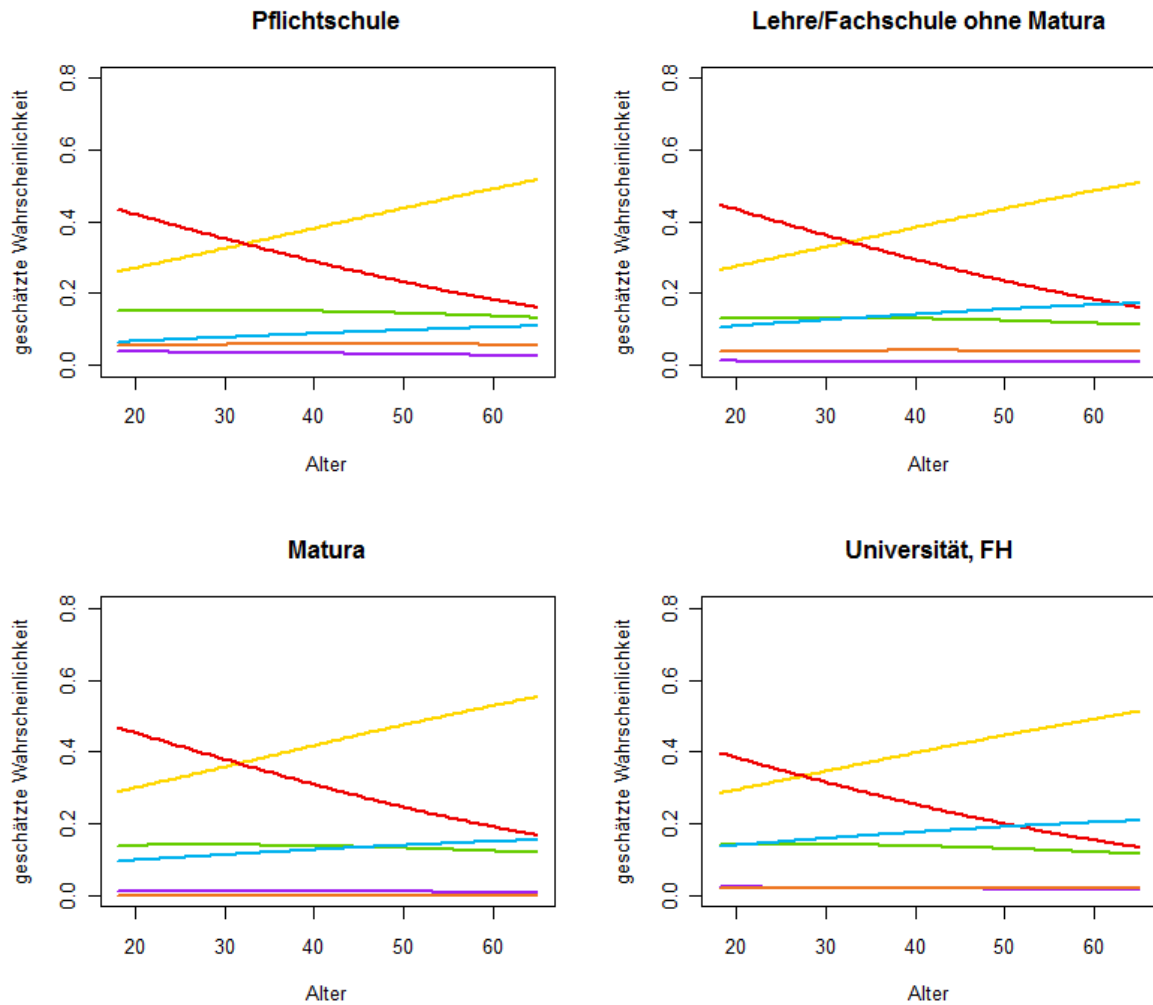 Pflichtschule
geschätzte Wahrscheinlichkeit
0.8
0.6
0.4
0.2
0.0
20 30 40 50 60
Alter
Lehre/Fachschule ohne Matura
geschätzte Wahrscheinlichkeit
0.8
0.6
0.4
0.2
0.0
20 30 40 50 60
Alter
Matura
geschätzte Wahrscheinlichkeit
0.8
0.6
0.4
0.2
0.0
20 30 40 50 60
Alter
Universität, FH
geschätzte Wahrscheinlichkeit
0.8
0.6
0.4
0.2
0.0
20 30 40 50 60
Alter